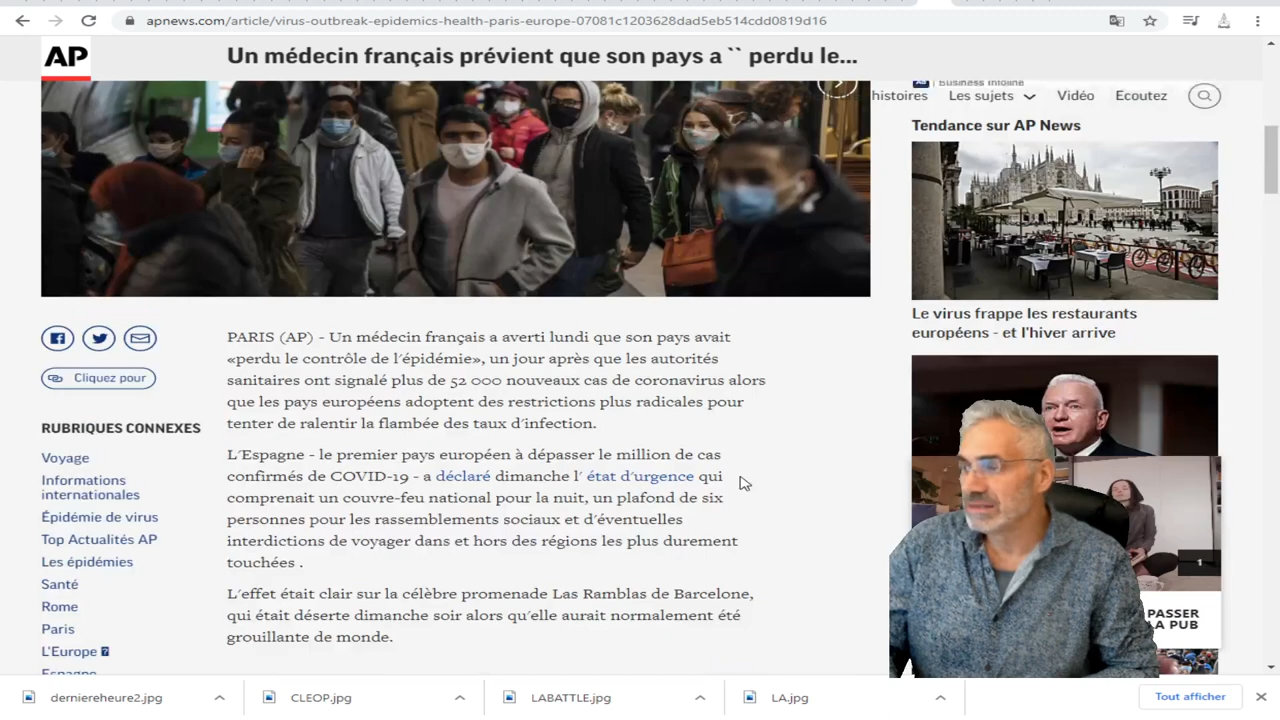 apnews.com/article/virus-outbreak-epidemics-health-paris-europe-07081c1203628dad5eb514cdd0819d16
AP
Un médecin français prévient que son pays a `` perdu le...
Business Infoline
histoires
Les sujets
Vidéo
Ecoutez
Tendance sur AP News
Le virus frappe les restaurants
européens - et l'hiver arrive
Cliquez pour
RUBRIQUES CONNEXES
Voyage
Informations
internationales
Épidémie de virus
Top Actualités AP
Les épidémies
Santé
Rome
Paris
L'Europe
Espagne
PARIS (AP) - Un médecin français a averti lundi que son pays avait
«perdu le contrôle de l'épidémie», un jour après que les autorités
sanitaires ont signalé plus de 52 000 nouveaux cas de coronavirus alors
que les pays européens adoptent des restrictions plus radicales pour
tenter de ralentir la flambée des taux d'infection.
L'Espagne - le premier pays européen à dépasser le million de cas
confirmés de COVID-19 - a déclaré dimanche l' état d'urgence qui
comprenait un couvre-feu national pour la nuit, un plafond de six
personnes pour les rassemblements sociaux et d'éventuelles
interdictions de voyager dans et hors des régions les plus durement
touchées .
L'effet était clair sur la célèbre promenade Las Ramblas de Barcelone,
qui était déserte dimanche soir alors qu'elle aurait normalement été
grouillante de monde.
1
PASSER
LA PUB
derniereheure2.jpg
CLEOP.jpg
LABATTLE.jpg
LA.jpg
Tout afficher